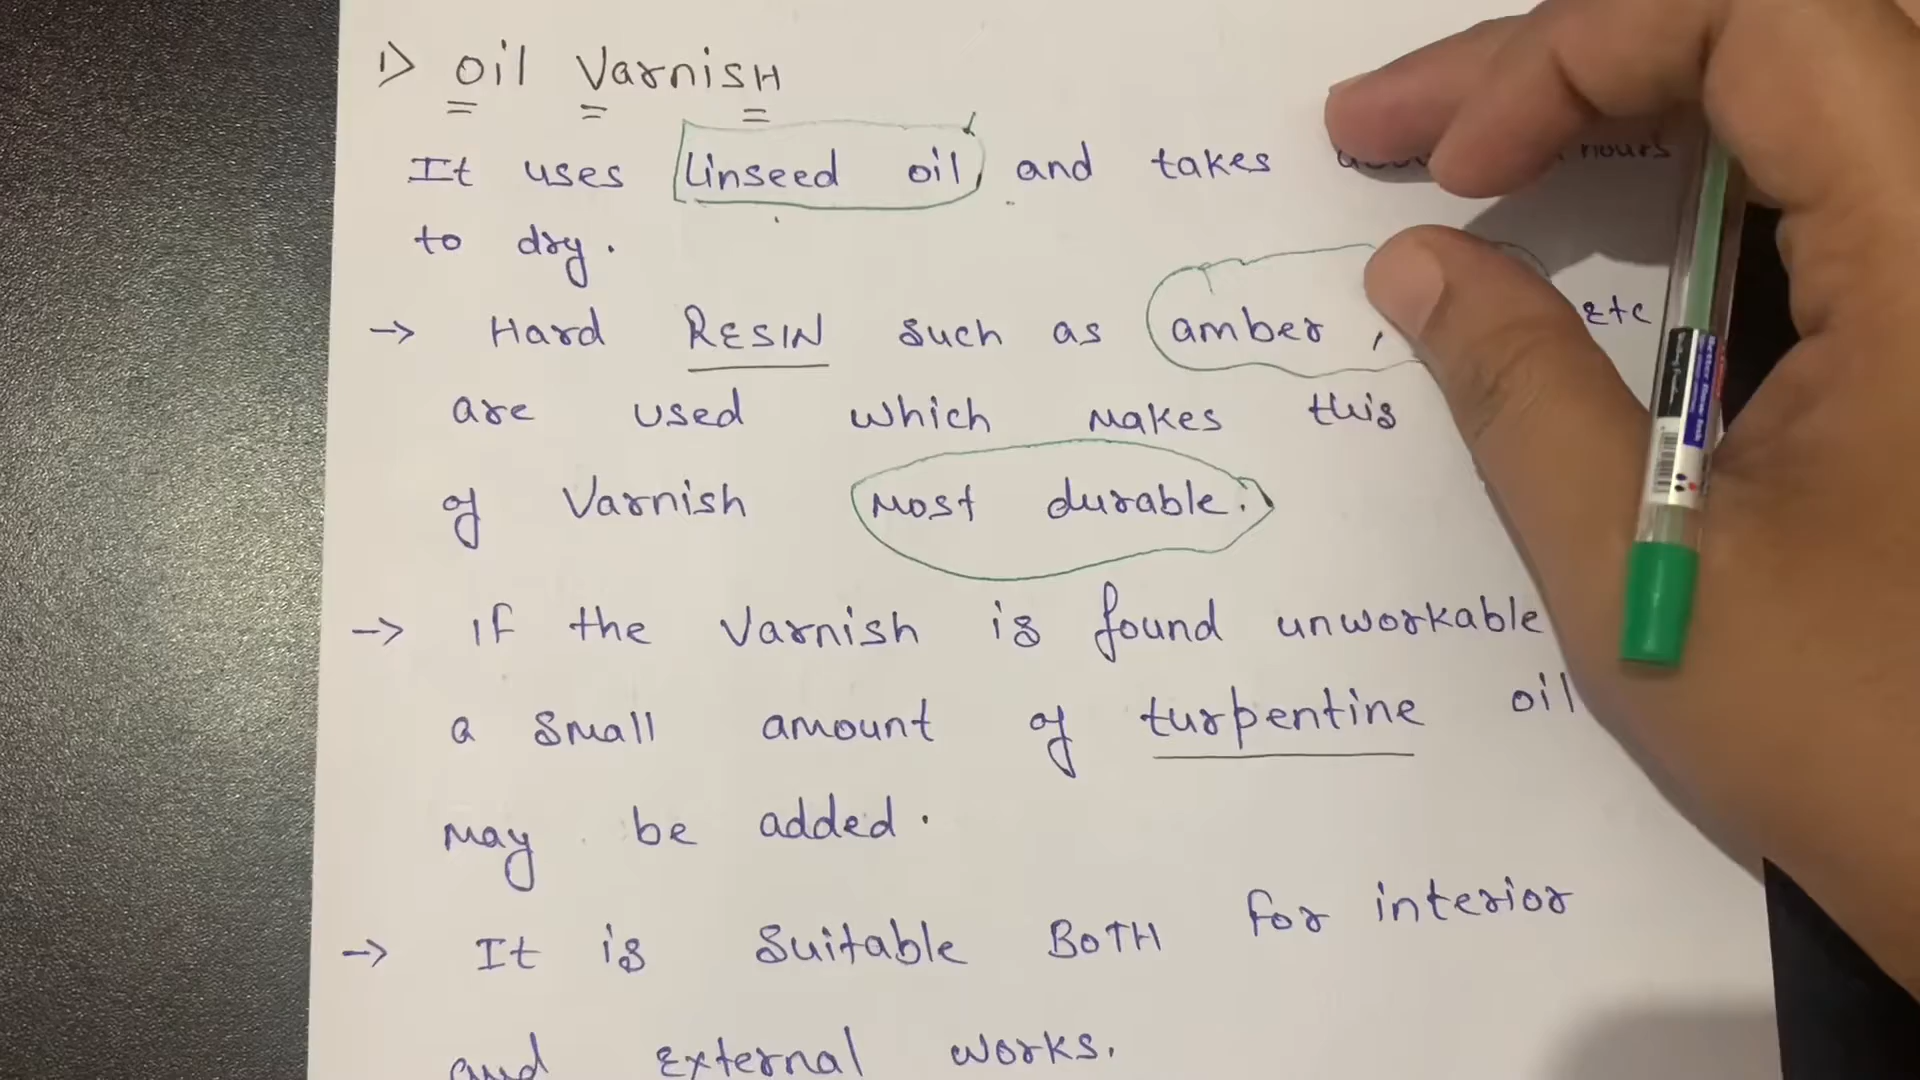 1) Oil Varnish
It uses Linseed oil and takes hours
to dry.
→ Hard RESIN such as amber, etc
are used which makes this
of Varnish most durable.
→ If the Varnish is found unworkable
a small amount of turpentine oil
may be added.
→ It is suitable BOTH for interior
and external works.